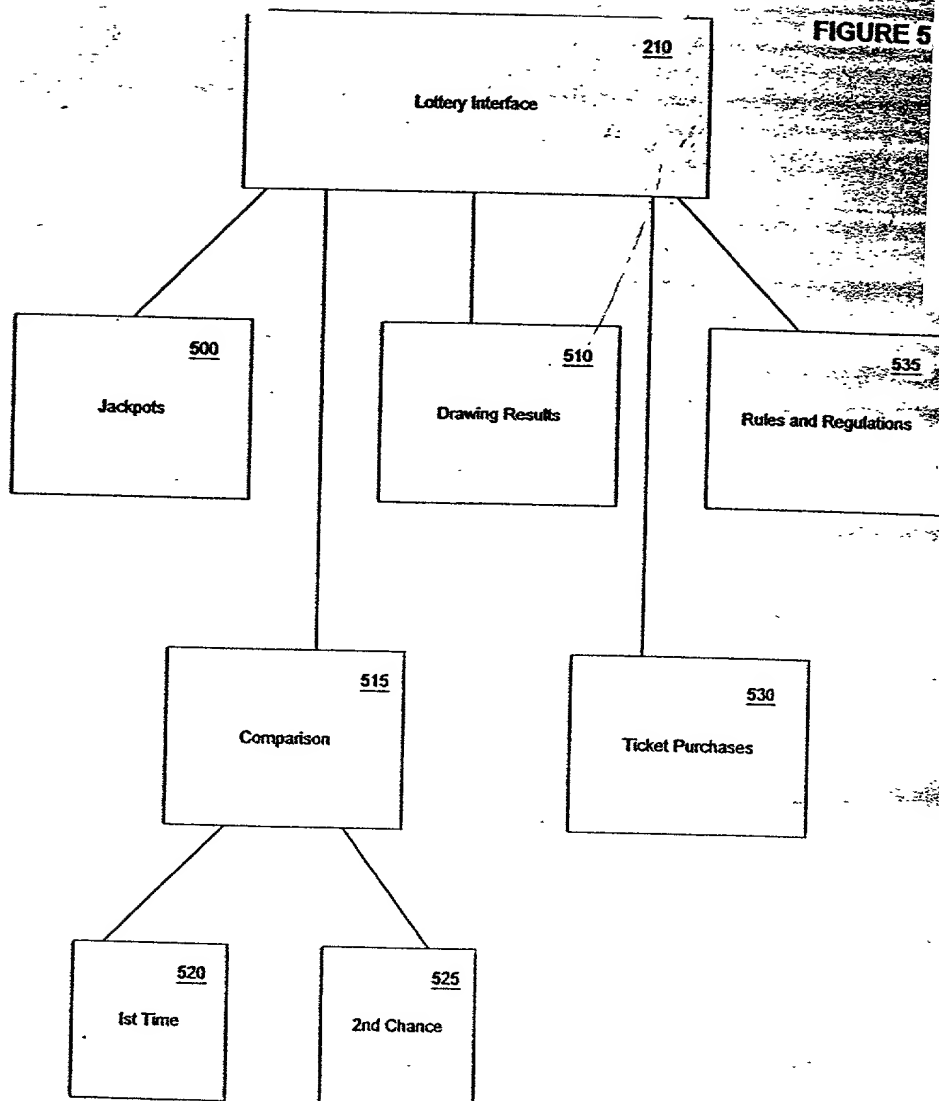 FIGURE 5
210
Lottery Interface
500
Jackpots
510
Drawing Results
535
Rules and Regulations
515
Comparison
530
Ticket Purchases
520
Ist Time
525
2nd Chance